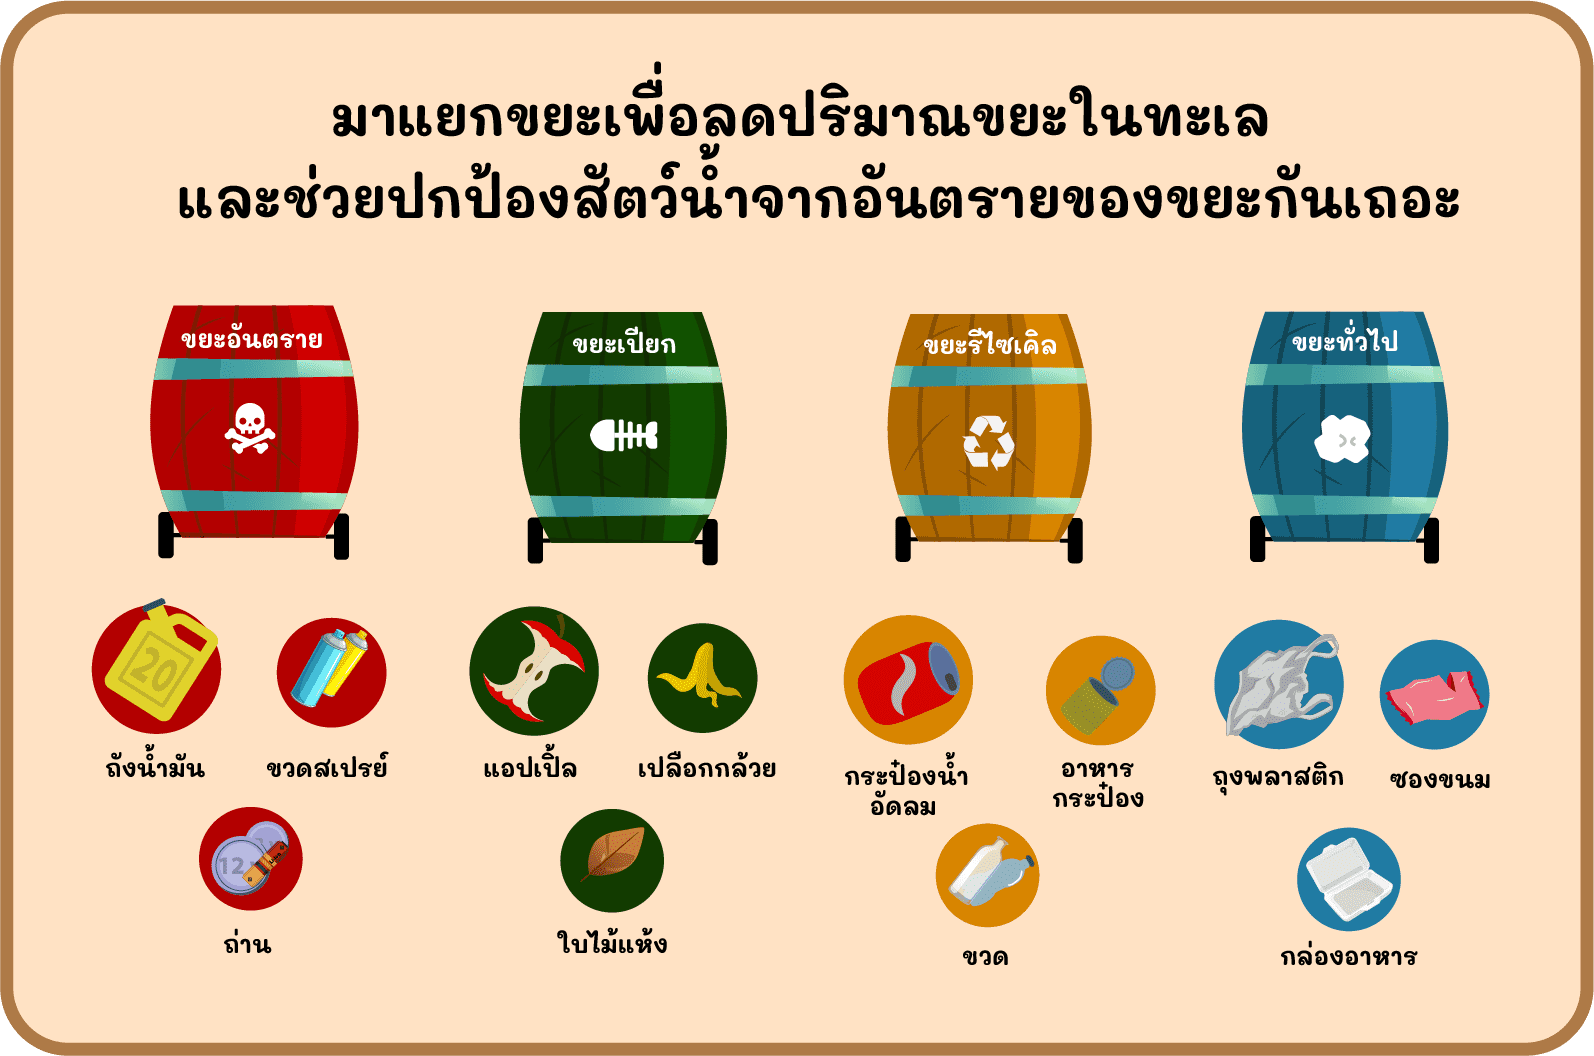 มาแยกขยะเพื่อลดปริมาณขยะในทะเล
และช่วยปกป้องสัตว์น้ำจากอันตรายของขยะกันเถอะ
ขยะอันตราย
ขยะเปียก
ขยะรีไซเคิล
ขยะทั่วไป
20
ถังน้ำมัน
ขวดสเปรย์
แอปเปิ้ล
เปลือกกล้วย
กระป๋องน้ำ
อัดลม
อาหาร
กระป๋อง
ถุงพลาสติก
ซองขนม
12
ถ่าน
ใบไม้แห้ง
ขวด
กล่องอาหาร